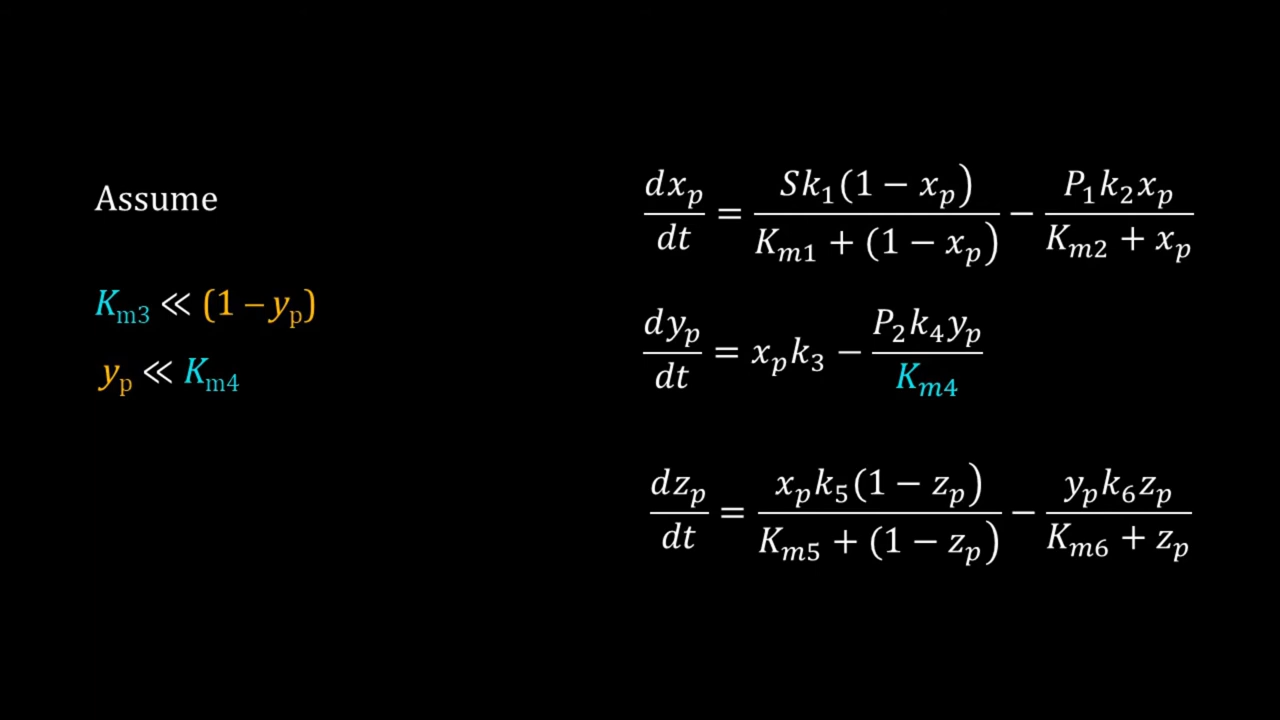 Assume
K_m3 ≪ (1 − y_p)
y_p ≪ K_m4
dx_p/dt = Sk_1(1 − x_p)/(K_m1 + (1 − x_p)) − P_1k_2x_p/(K_m2 + x_p)
dy_p/dt = x_pk_3 − P_2k_4y_p/K_m4
dz_p/dt = x_pk_5(1 − z_p)/(K_m5 + (1 − z_p)) − y_pk_6z_p/(K_m6 + z_p)